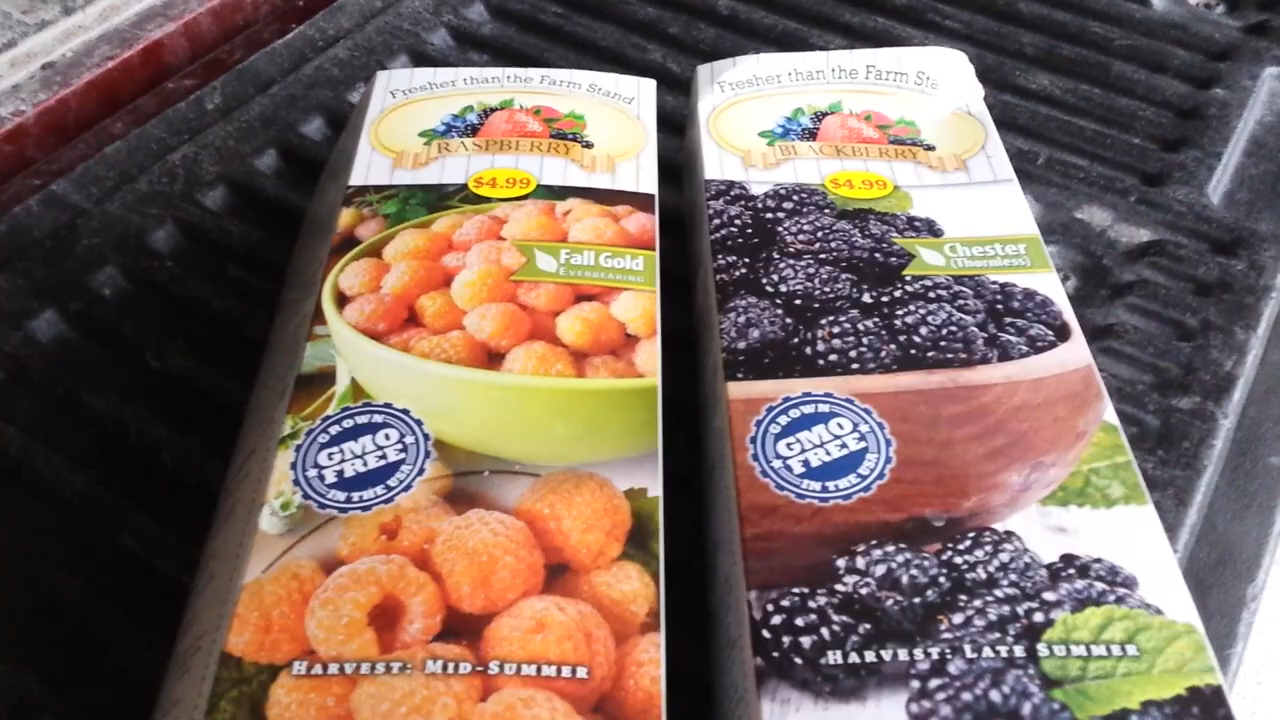 Fresher than the Farm Stand
RASPBERRY
$4.99
Fall Gold
EVERBEARING
GROWN
GMO
FREE
IN THE USA
HARVEST: MID-SUMMER
Fresher than the Farm Sta
BLACKBERRY
$4.99
Chester
(Thornless)
GROWN
GMO
FREE
IN THE USA
HARVEST: LATE SUMMER